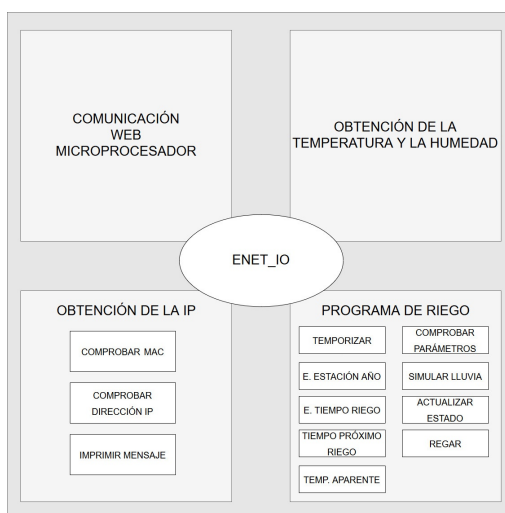 COMUNICACIÓN
WEB
MICROPROCESADOR
OBTENCIÓN DE LA
TEMPERATURA Y LA HUMEDAD
ENET_IO
OBTENCIÓN DE LA IP
COMPROBAR MAC
COMPROBAR
DIRECCIÓN IP
IMPRIMIR MENSAJE
PROGRAMA DE RIEGO
TEMPORIZAR
E. ESTACIÓN AÑO
E. TIEMPO RIEGO
TIEMPO PRÓXIMO
RIEGO
TEMP. APARENTE
COMPROBAR
PARÁMETROS
SIMULAR LLUVIA
ACTUALIZAR
ESTADO
REGAR